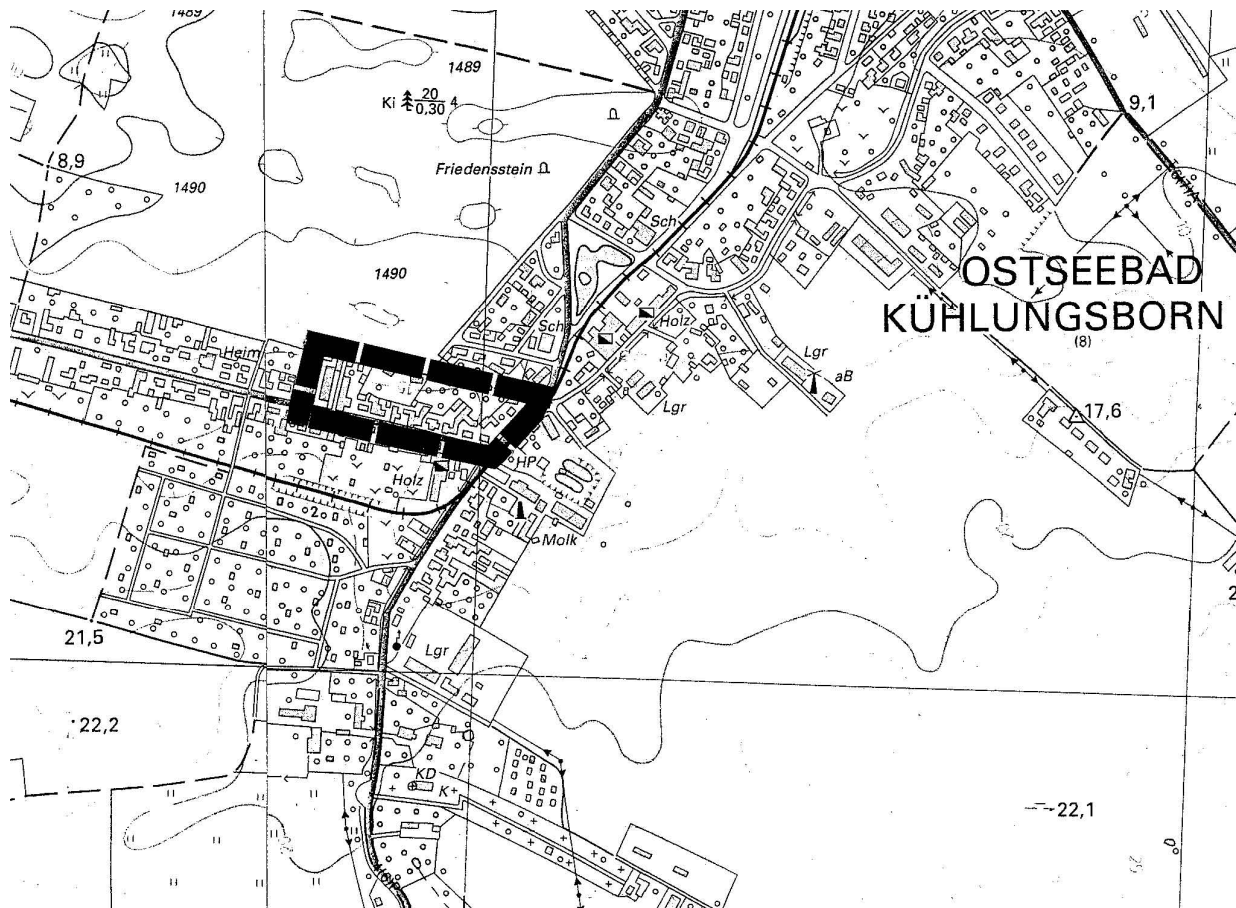 1489
1489
Ki 20 4
0,30
8,9
9,1
Friedensstein
1490
Sch
1490
OSTSEEBAD
KÜHLUNGSBORN
(8)
Holz
Sch
Heim
Lgr
aB
Lgr
17,6
HP
Holz
2
Molk
21,5
Lgr
22,2
KD
K
22,1